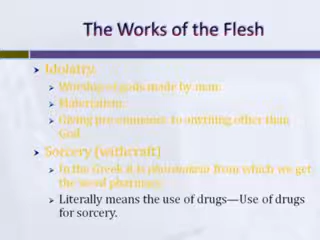 The Works of the Flesh
Idolatry.
Worship of gods made by man.
Materialism.
Giving preeminence to anything other than
God
Sorcery (witchcraft)
In the Greek it is pharmakeia from which we get
the word pharmacy.
Literally means the use of drugs—Use of drugs
for sorcery.